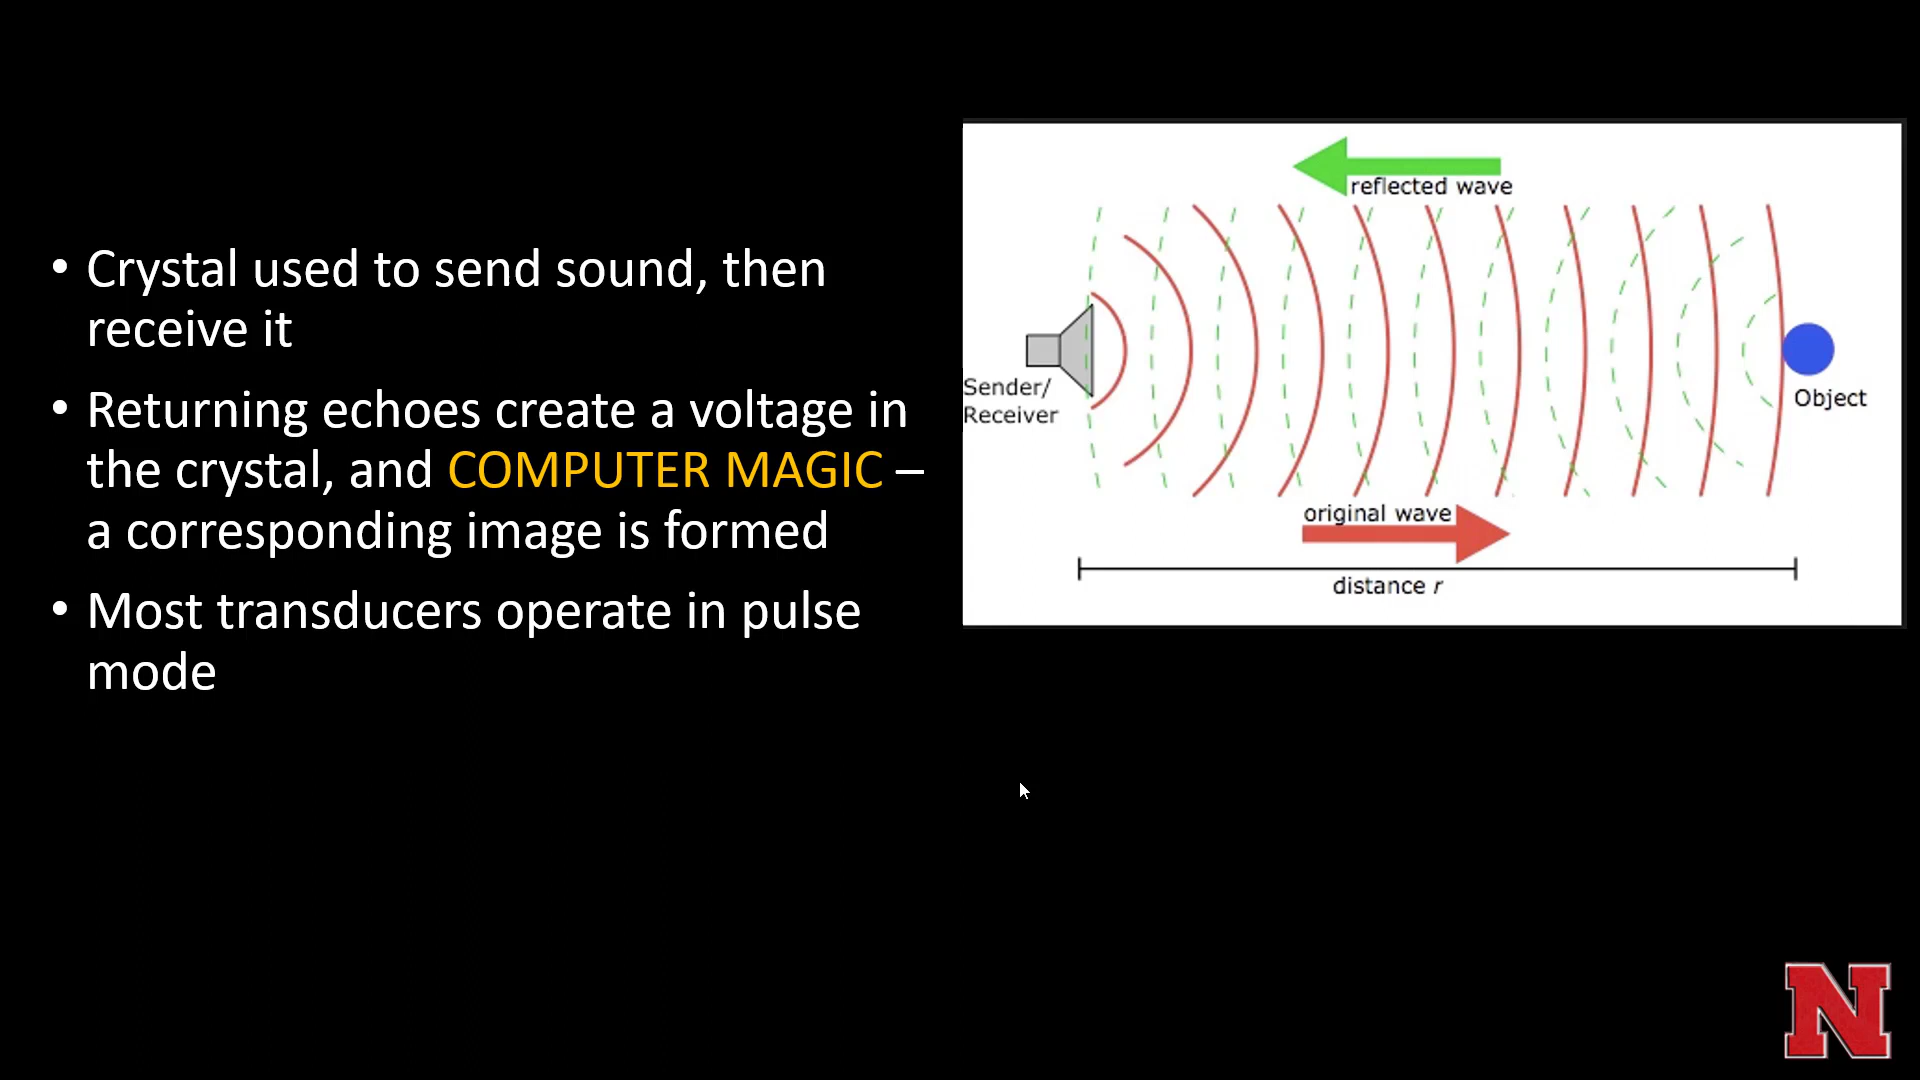 • Crystal used to send sound, then
receive it
• Returning echoes create a voltage in
the crystal, and COMPUTER MAGIC –
a corresponding image is formed
• Most transducers operate in pulse
mode
reflected wave
Sender/
Receiver
Object
original wave
distance r
N